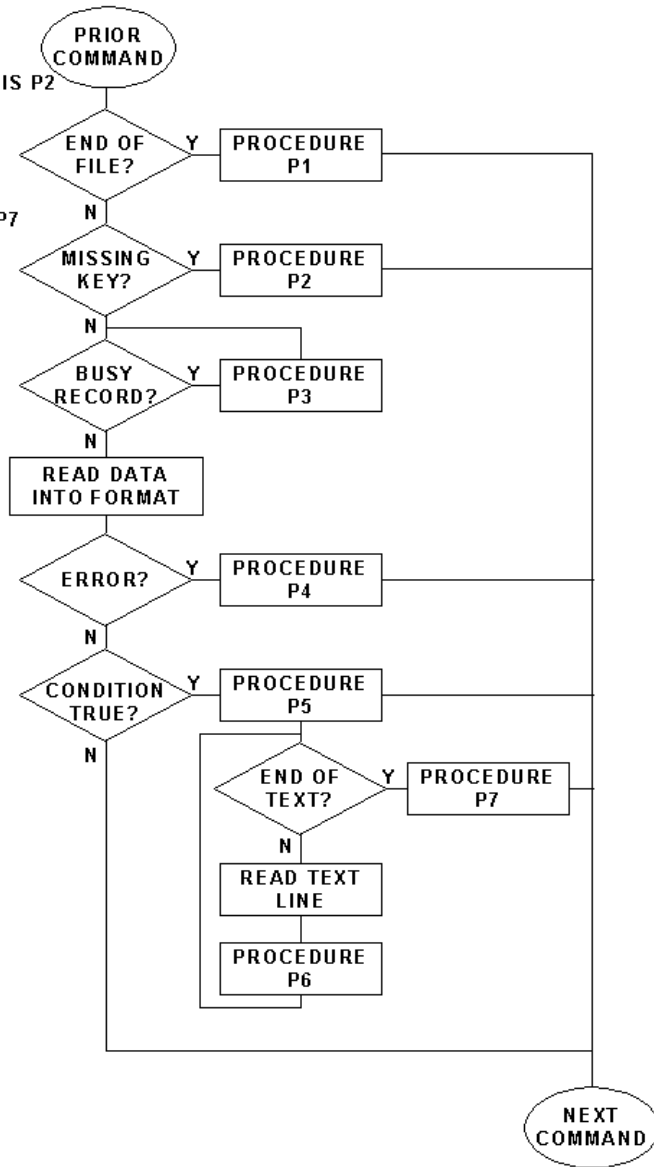 PRIOR
COMMAND
IS P2
END OF
FILE?
Y
PROCEDURE
P1
N
P7
MISSING
KEY?
Y
PROCEDURE
P2
N
BUSY
RECORD?
Y
PROCEDURE
P3
N
READ DATA
INTO FORMAT
ERROR?
Y
PROCEDURE
P4
N
CONDITION
TRUE?
Y
PROCEDURE
P5
N
END OF
TEXT?
Y
PROCEDURE
P7
N
READ TEXT
LINE
PROCEDURE
P6
NEXT
COMMAND